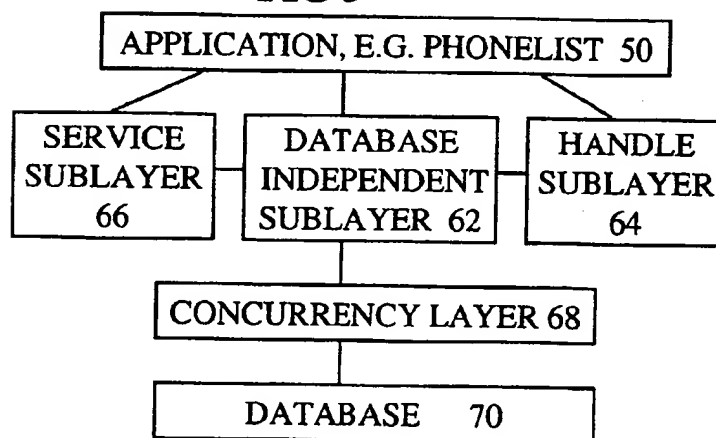 APPLICATION, E.G. PHONELIST 50
SERVICE
SUBLAYER
66
DATABASE
INDEPENDENT
SUBLAYER 62
HANDLE
SUBLAYER
64
CONCURRENCY LAYER 68
DATABASE 70